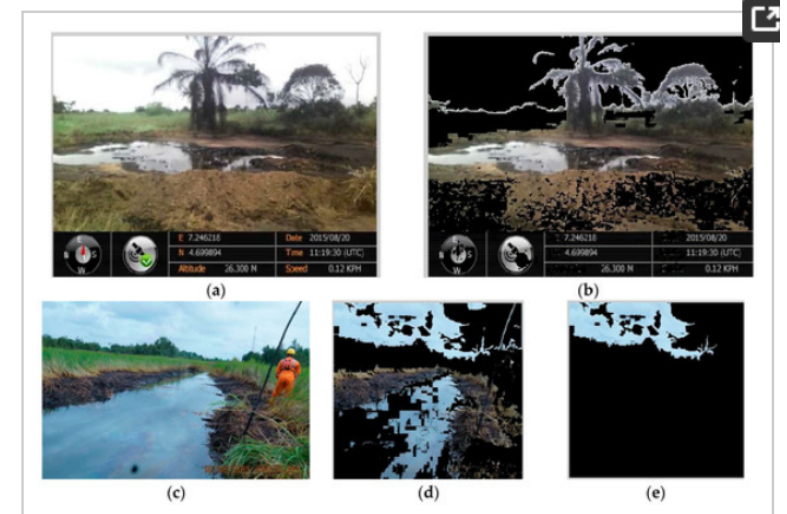 E
N S
W
E 7.246218
N 4.699894
Altitude 26.300 M
Date 2015/08/20
Time 11:19:30 (UTC)
Speed 0.12 KPH
E
N S
W
7.246218
4.699894
26.300 M
2015/08/20
11:19:30 (UTC)
0.12 KPH
(a)
(b)
(c)
(d)
(e)